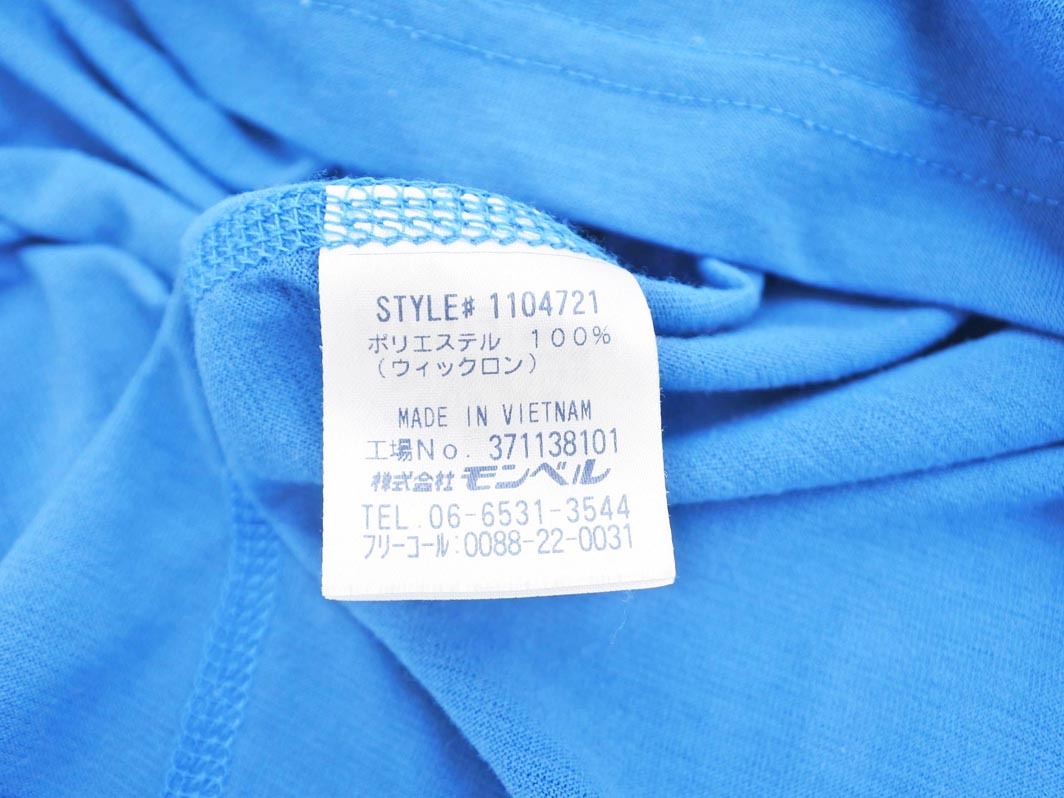 STYLE# 1104721
ポリエステル 100%
(ウィックロン)
MADE IN VIETNAM
工場No. 371138101
株式会社 モンベル
TEL.06-6531-3544
フリーコール:0088-22-0031